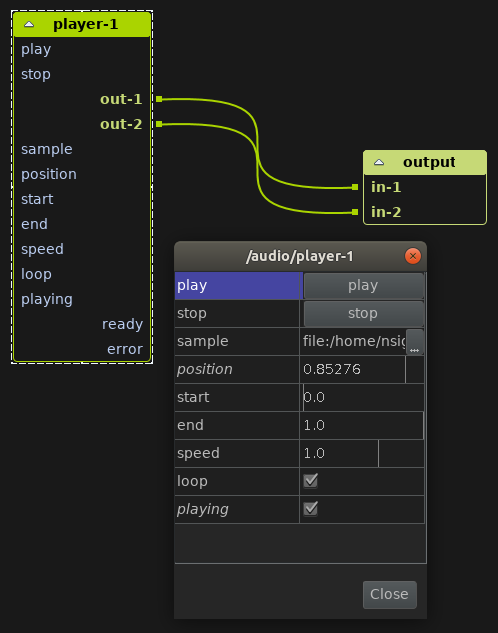 player-1
play
stop
out-1
out-2
sample
position
start
end
speed
loop
playing
ready
error
output
in-1
in-2
/audio/player-1
play play
stop stop
sample file:/home/nsig ...
position 0.85276
start 0.0
end 1.0
speed 1.0
loop
playing
Close